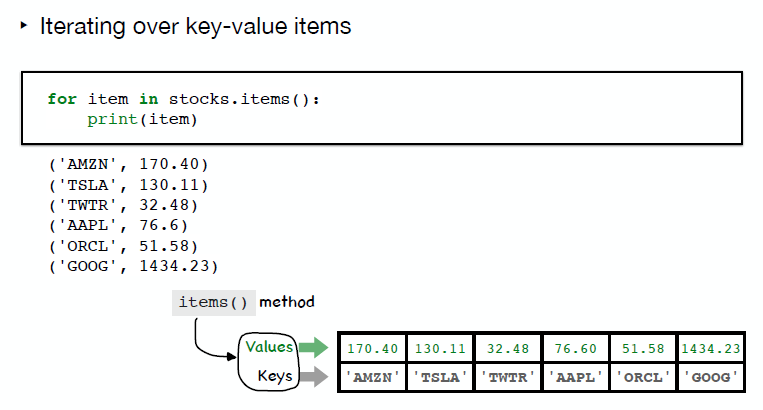 ‣ Iterating over key-value items
for item in stocks.items():
    print(item)
('AMZN', 170.40)
('TSLA', 130.11)
('TWTR', 32.48)
('AAPL', 76.6)
('ORCL', 51.58)
('GOOG', 1434.23)
items() method
Values 170.40 130.11 32.48 76.60 51.58 1434.23
Keys 'AMZN' 'TSLA' 'TWTR' 'AAPL' 'ORCL' 'GOOG'